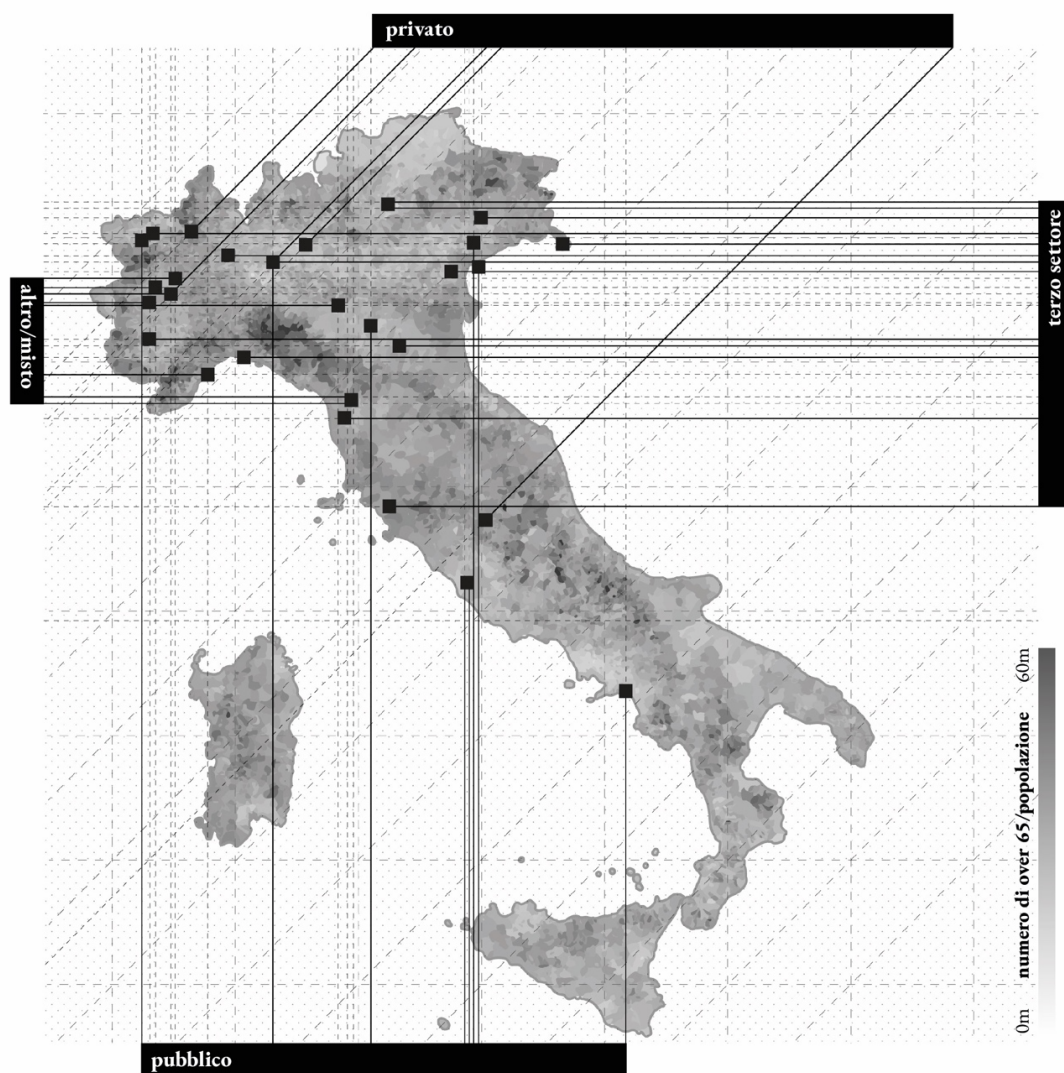 privato
altro/misto
terzo settore
numero di over 65/popolazione
0m
60m
pubblico